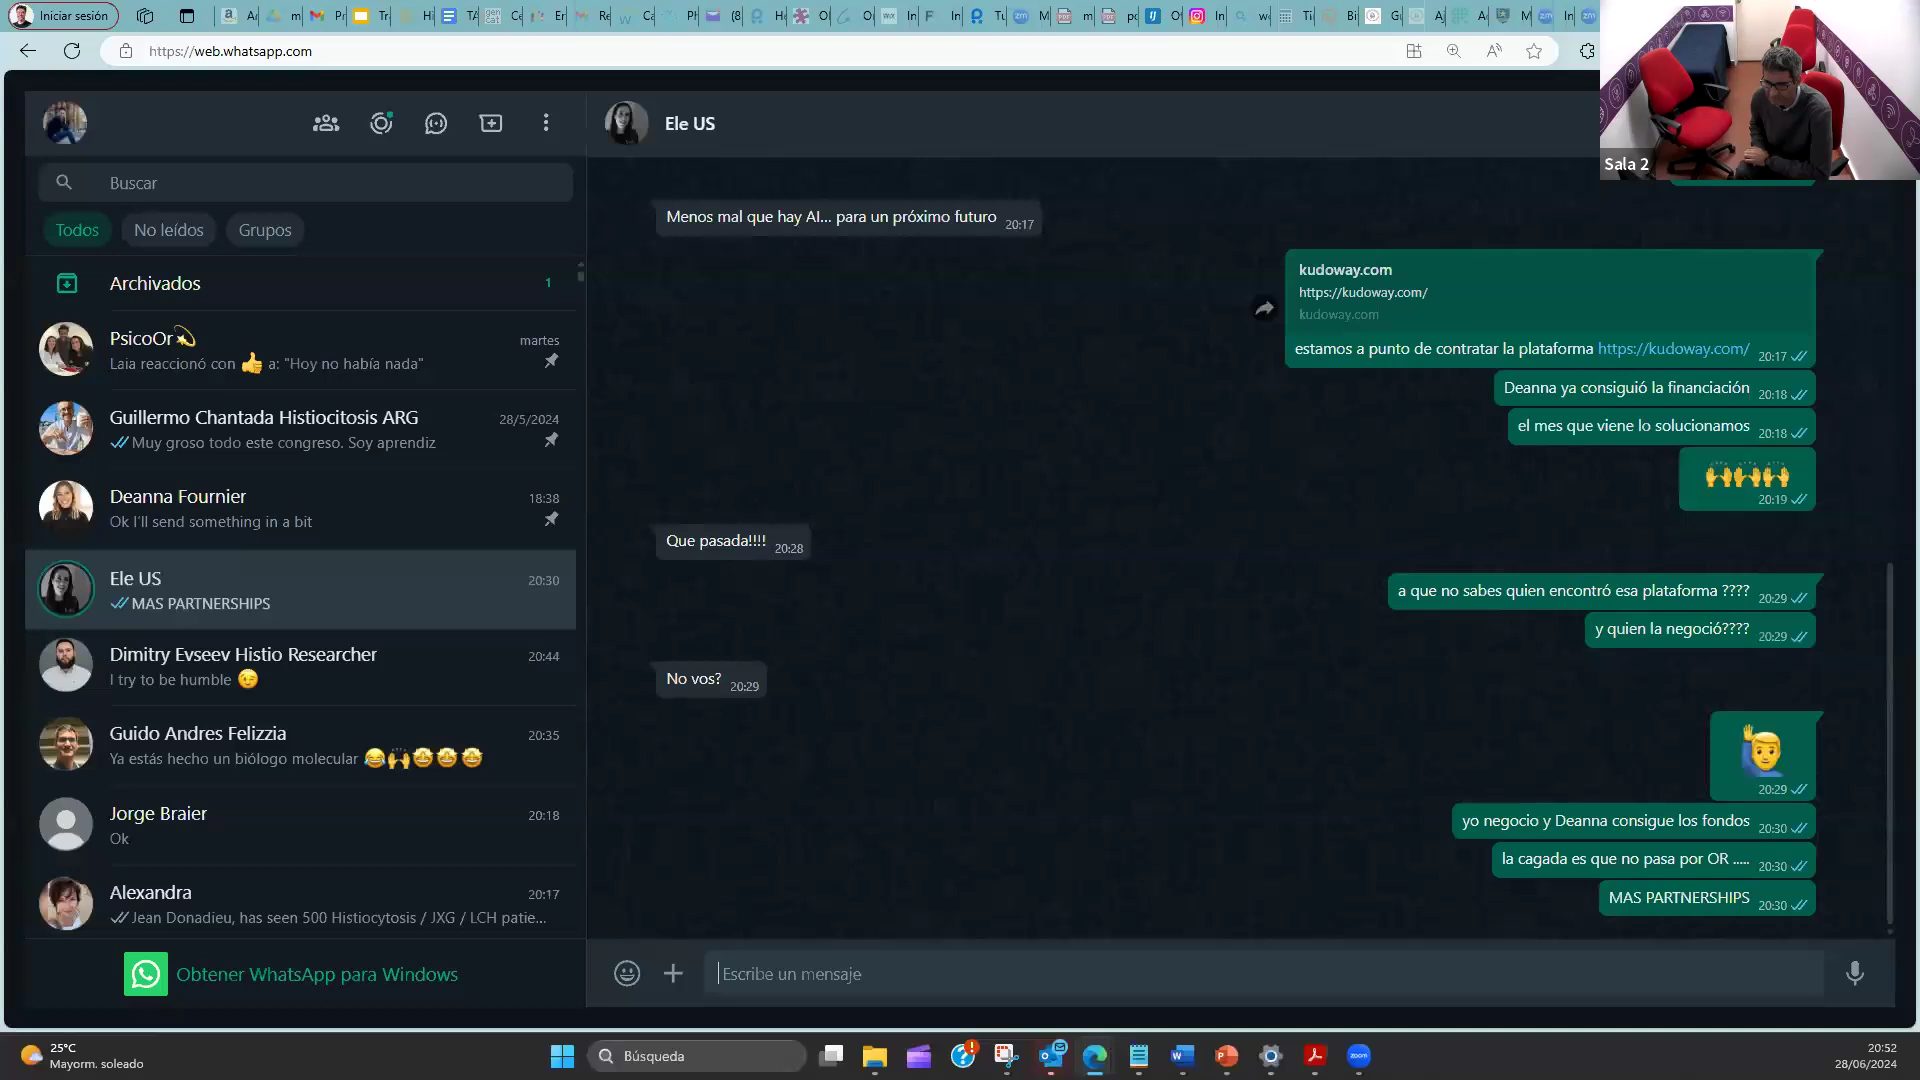 Iniciar sesión
https://web.whatsapp.com
Sala 2
Buscar
Todos
No leídos
Grupos
Archivados
1
PsicoOr
martes
Laia reaccionó con 👍 a: "Hoy no había nada"
Guillermo Chantada Histiocitosis ARG
28/5/2024
Muy groso todo este congreso. Soy aprendiz
Deanna Fournier
18:38
Ok I'll send something in a bit
Ele US
20:30
MAS PARTNERSHIPS
Dimitry Evseev Histio Researcher
20:44
I try to be humble 😉
Guido Andres Felizzia
20:35
Ya estás hecho un biólogo molecular 😂🙌🤩🤩🤩
Jorge Braier
20:18
Ok
Alexandra
20:17
Jean Donadieu, has seen 500 Histiocytosis / JXG / LCH patie...
Obtener WhatsApp para Windows
Ele US
Menos mal que hay AI... para un próximo futuro 20:17
kudoway.com
https://kudoway.com/
kudoway.com
estamos a punto de contratar la plataforma https://kudoway.com/ 20:17
Deanna ya consiguió la financiación 20:18
el mes que viene lo solucionamos 20:18
🙌🙌🙌🙌
20:19
Que pasada!!!! 20:28
a que no sabes quien encontró esa plataforma ???? 20:29
y quien la negoció???? 20:29
No vos? 20:29
20:29
yo negocio y Deanna consigue los fondos 20:30
la cagada es que no pasa por OR ..... 20:30
MAS PARTNERSHIPS 20:30
Escribe un mensaje
25°C
Mayorm. soleado
Búsqueda
zoom
20:52
28/06/2024